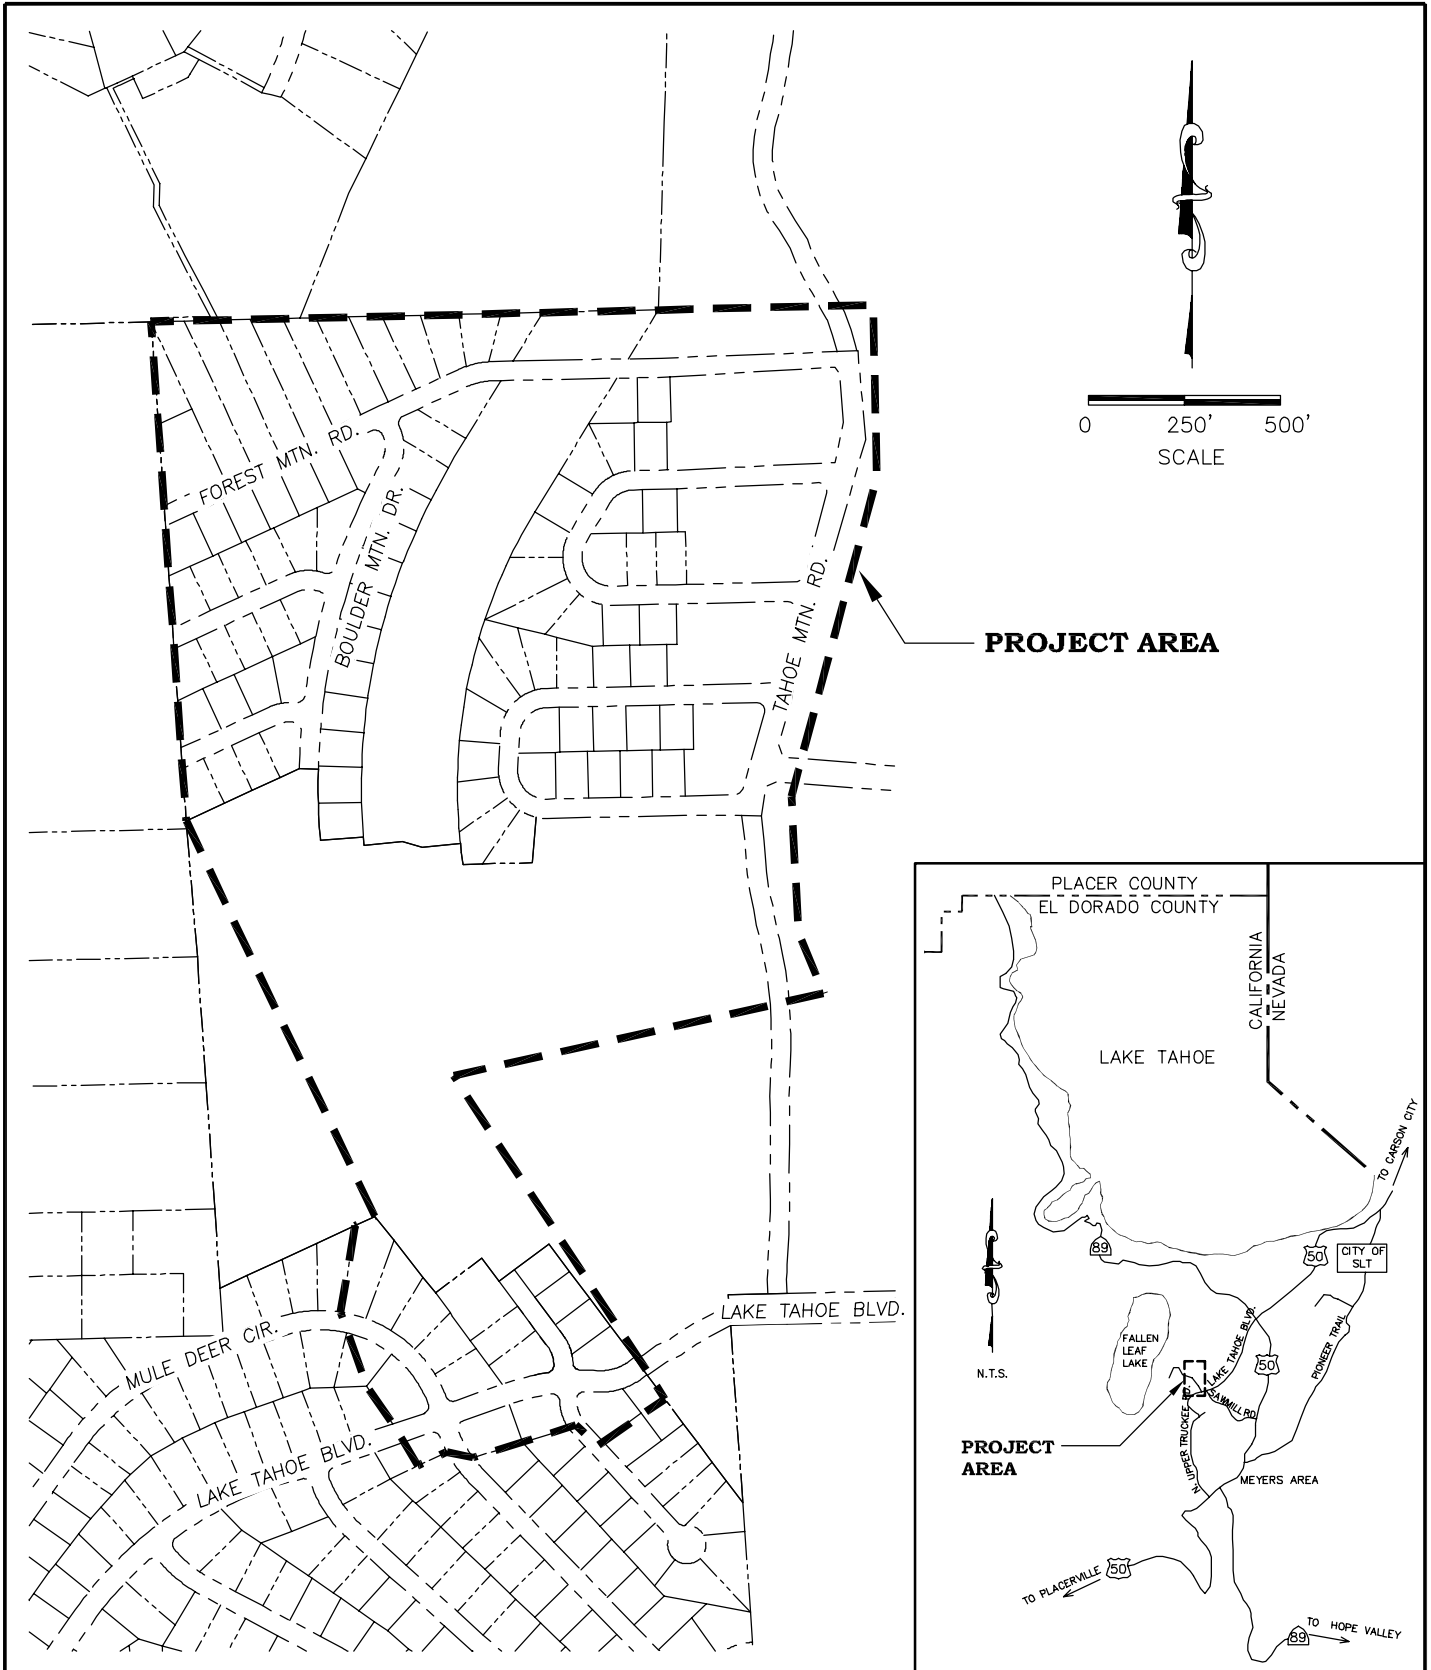 0 250' 500'
SCALE
FOREST MTN. RD.
BOULDER MTN. DR.
TAHOE MTN. RD.
PROJECT AREA
LAKE TAHOE BLVD.
MULE DEER CIR.
LAKE TAHOE BLVD.
PLACER COUNTY
EL DORADO COUNTY
CALIFORNIA
NEVADA
LAKE TAHOE
TO CARSON CITY
89
50
CITY OF
SLT
FALLEN
LEAF
LAKE
N.T.S.
LAKE TAHOE BLVD.
50
PIONEER TRAIL
SAWMILL RD.
N. UPPER TRUCKEE RD.
PROJECT
AREA
MEYERS AREA
TO PLACERVILLE
50
TO HOPE VALLEY
89